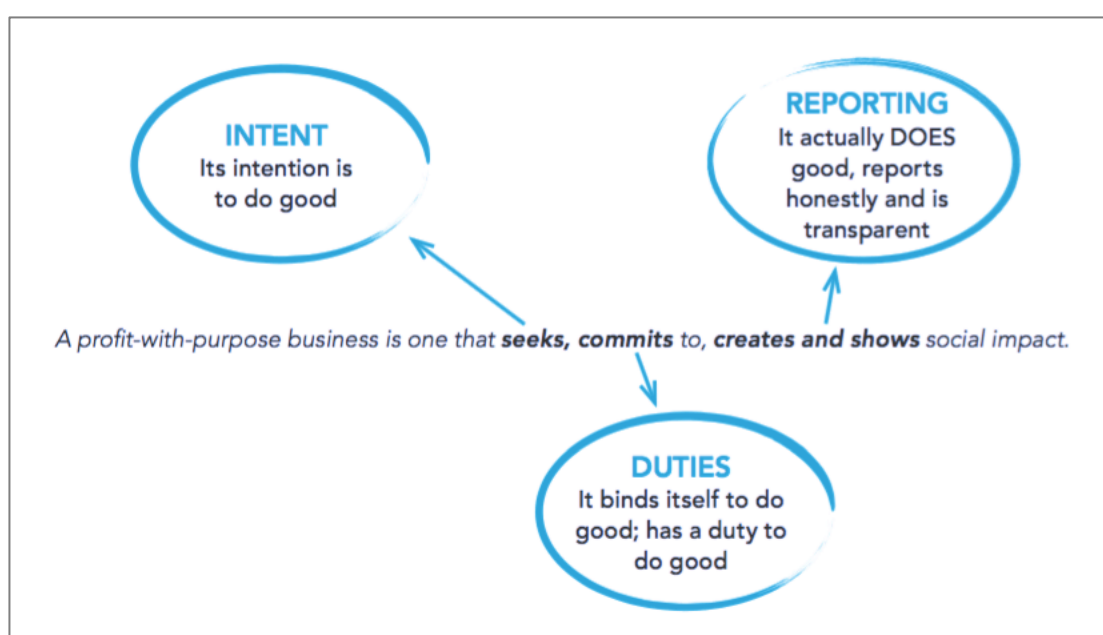 INTENT
Its intention is
to do good
REPORTING
It actually DOES
good, reports
honestly and is
transparent
A profit-with-purpose business is one that seeks, commits to, creates and shows social impact.
DUTIES
It binds itself to do
good; has a duty to
do good